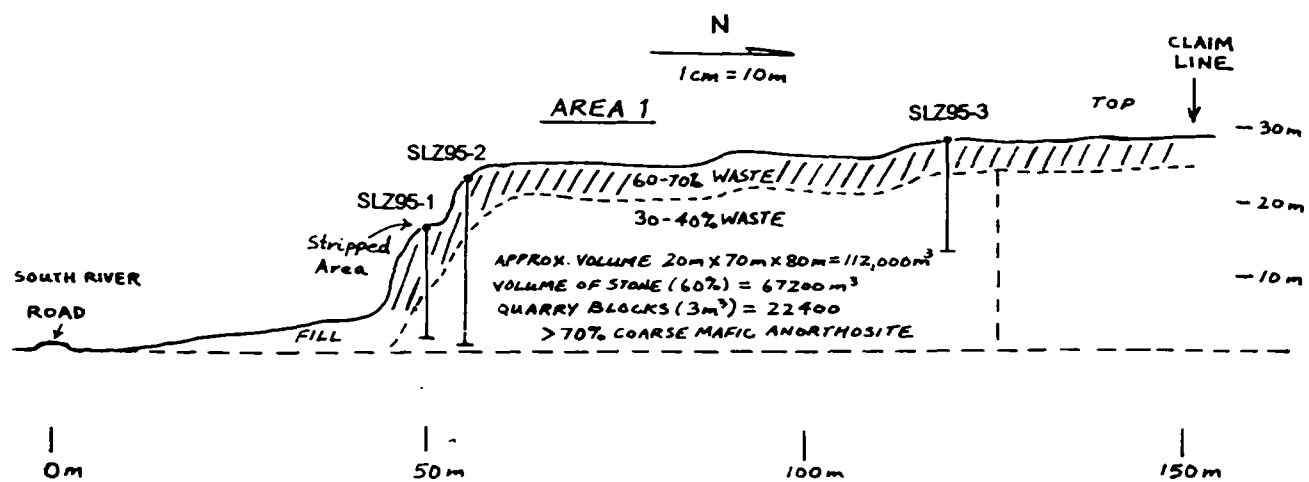 N
1cm = 10m
CLAIM
LINE
AREA 1
SLZ95-3
TOP
30m
SLZ95-2
60-70% WASTE
SLZ95-1
30-40% WASTE
20m
Stripped
Area
APPROX. VOLUME 20m x 70m x 80m = 112,000m³
SOUTH RIVER
ROAD
VOLUME OF STONE (60%) = 67200 m³
10m
QUARRY BLOCKS (3m³) = 22400
FILL
>70% COARSE MAFIC ANORTHOSITE
0m
50m
100m
150m